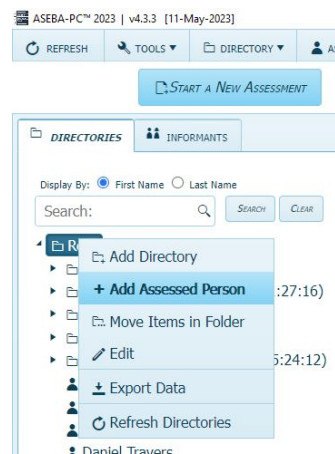 ASEBA-PC™ 2023 | v4.3.3 [11-May-2023]
REFRESH TOOLS ▼ DIRECTORY ▼
START A NEW ASSESSMENT
DIRECTORIES INFORMANTS
Display By: First Name Last Name
Search: SEARCH CLEAR
Add Directory
+ Add Assessed Person :27:16)
Move Items in Folder
Edit 5:24:12)
Export Data
Refresh Directories
Daniel Travers